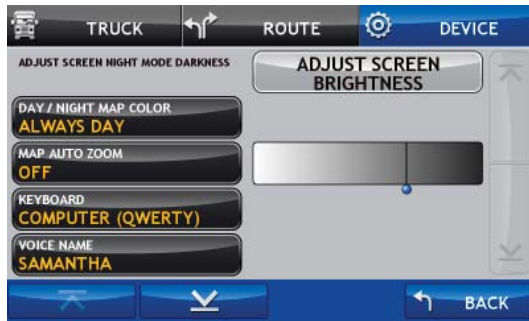 TRUCK
ROUTE
DEVICE
ADJUST SCREEN NIGHT MODE DARKNESS
ADJUST SCREEN
BRIGHTNESS
DAY / NIGHT MAP COLOR
ALWAYS DAY
MAP AUTO ZOOM
OFF
KEYBOARD
COMPUTER (QWERTY)
VOICE NAME
SAMANTHA
BACK